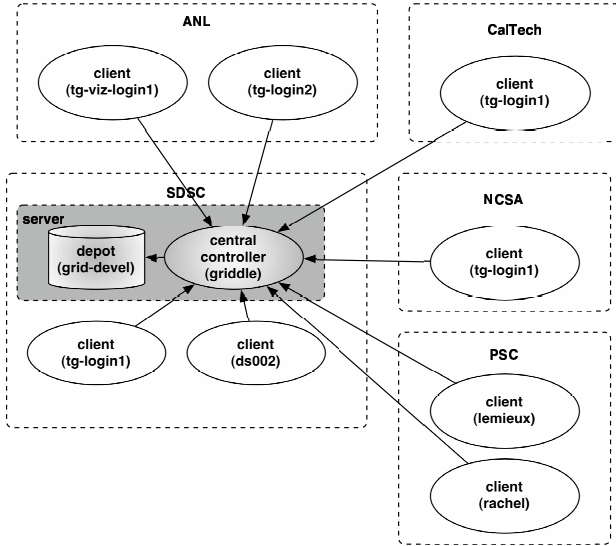 ANL
client
(tg-viz-login1)
client
(tg-login2)
CalTech
client
(tg-login1)
SDSC
server
depot
(grid-devel)
central
controller
(griddle)
client
(tg-login1)
client
(ds002)
NCSA
client
(tg-login1)
PSC
client
(lemieux)
client
(rachel)